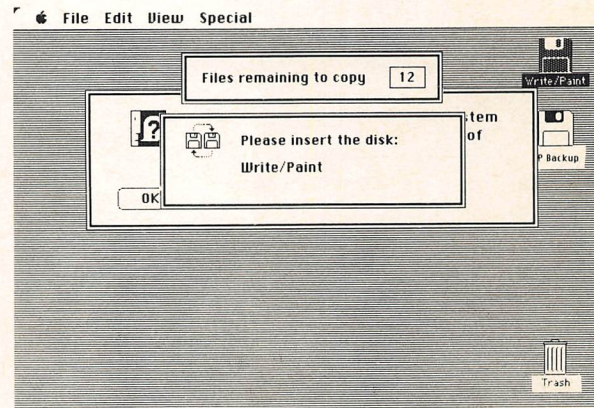 File Edit View Special
Files remaining to copy 12
Write/Paint
stem
of
Please insert the disk:
Write/Paint
P Backup
OK
Trash